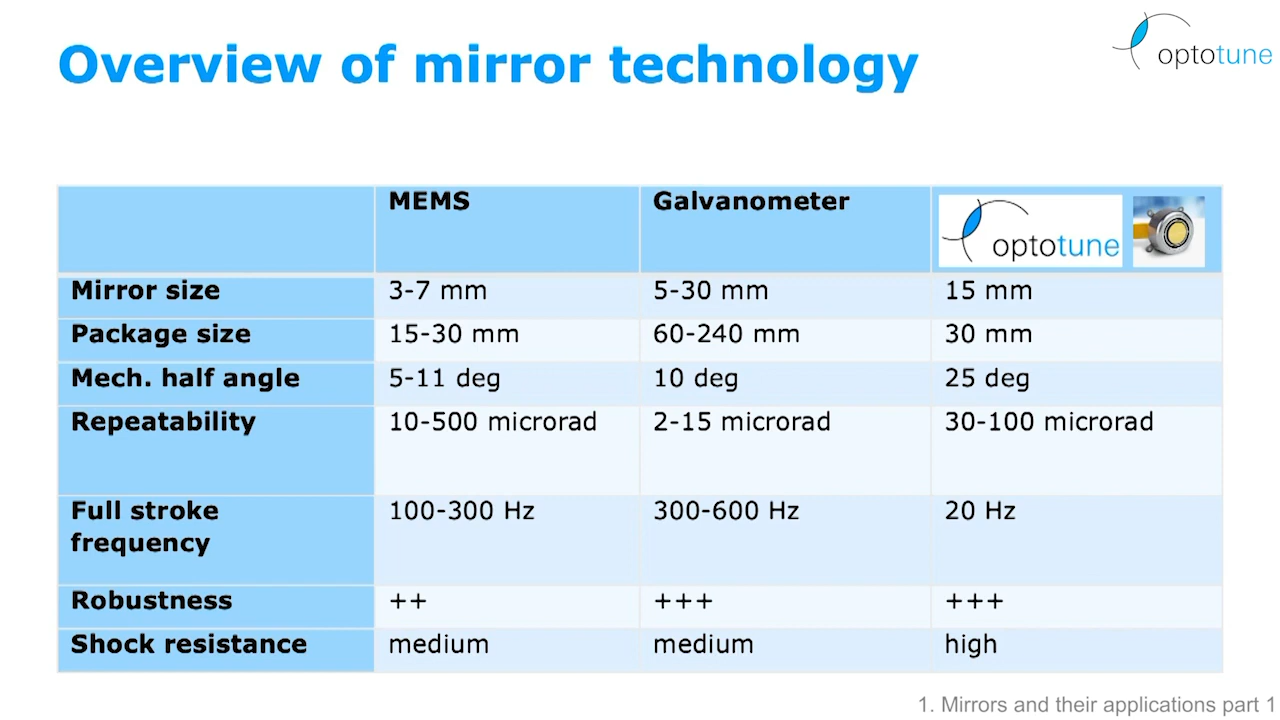 optotune
Overview of mirror technology
MEMS Galvanometer optotune
Mirror size 3-7 mm 5-30 mm 15 mm
Package size 15-30 mm 60-240 mm 30 mm
Mech. half angle 5-11 deg 10 deg 25 deg
Repeatability 10-500 microrad 2-15 microrad 30-100 microrad
Full stroke 100-300 Hz 300-600 Hz 20 Hz
frequency
Robustness ++ +++ +++
Shock resistance medium medium high
1. Mirrors and their applications part 1